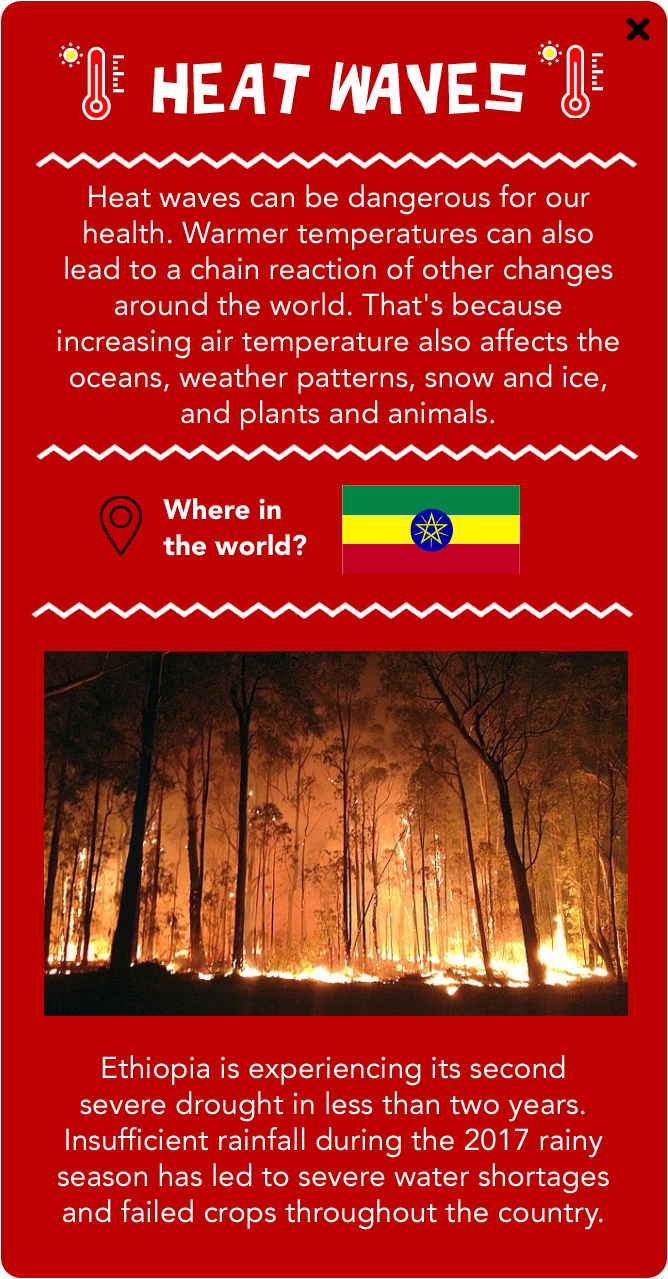 HEAT WAVES
Heat waves can be dangerous for our
health. Warmer temperatures can also
lead to a chain reaction of other changes
around the world. That's because
increasing air temperature also affects the
oceans, weather patterns, snow and ice,
and plants and animals.
Where in
the world?
Ethiopia is experiencing its second
severe drought in less than two years.
Insufficient rainfall during the 2017 rainy
season has led to severe water shortages
and failed crops throughout the country.